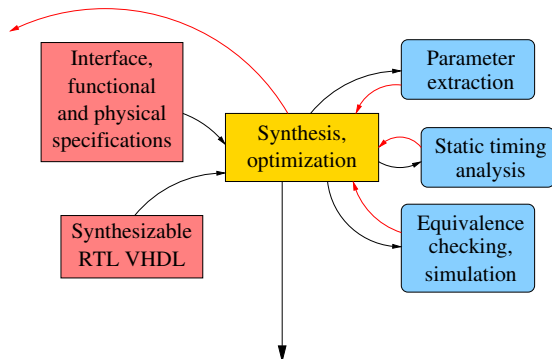 Interface,
functional
and physical
specifications
Synthesizable
RTL VHDL
Synthesis,
optimization
Parameter
extraction
Static timing
analysis
Equivalence
checking,
simulation